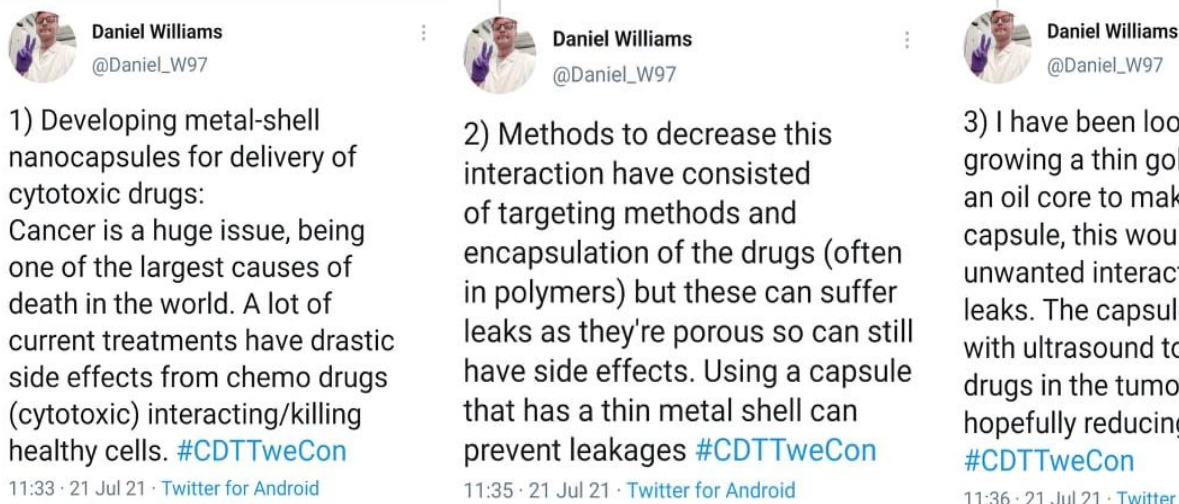 Daniel Williams
@Daniel_W97
1) Developing metal-shell
nanocapsules for delivery of
cytotoxic drugs:
Cancer is a huge issue, being
one of the largest causes of
death in the world. A lot of
current treatments have drastic
side effects from chemo drugs
(cytotoxic) interacting/killing
healthy cells. #CDTTweCon
11:33 · 21 Jul 21 · Twitter for Android
Daniel Williams
@Daniel_W97
2) Methods to decrease this
interaction have consisted
of targeting methods and
encapsulation of the drugs (often
in polymers) but these can suffer
leaks as they're porous so can still
have side effects. Using a capsule
that has a thin metal shell can
prevent leakages #CDTTweCon
11:35 · 21 Jul 21 · Twitter for Android
Daniel Williams
@Daniel_W97
3) I have been
growing a thin
an oil core to
capsule, this
unwanted
leaks. The
with ultrasound
drugs in the
hopefully
#CDTTweCon
11:36 · 21 Jul 21 · Twitter